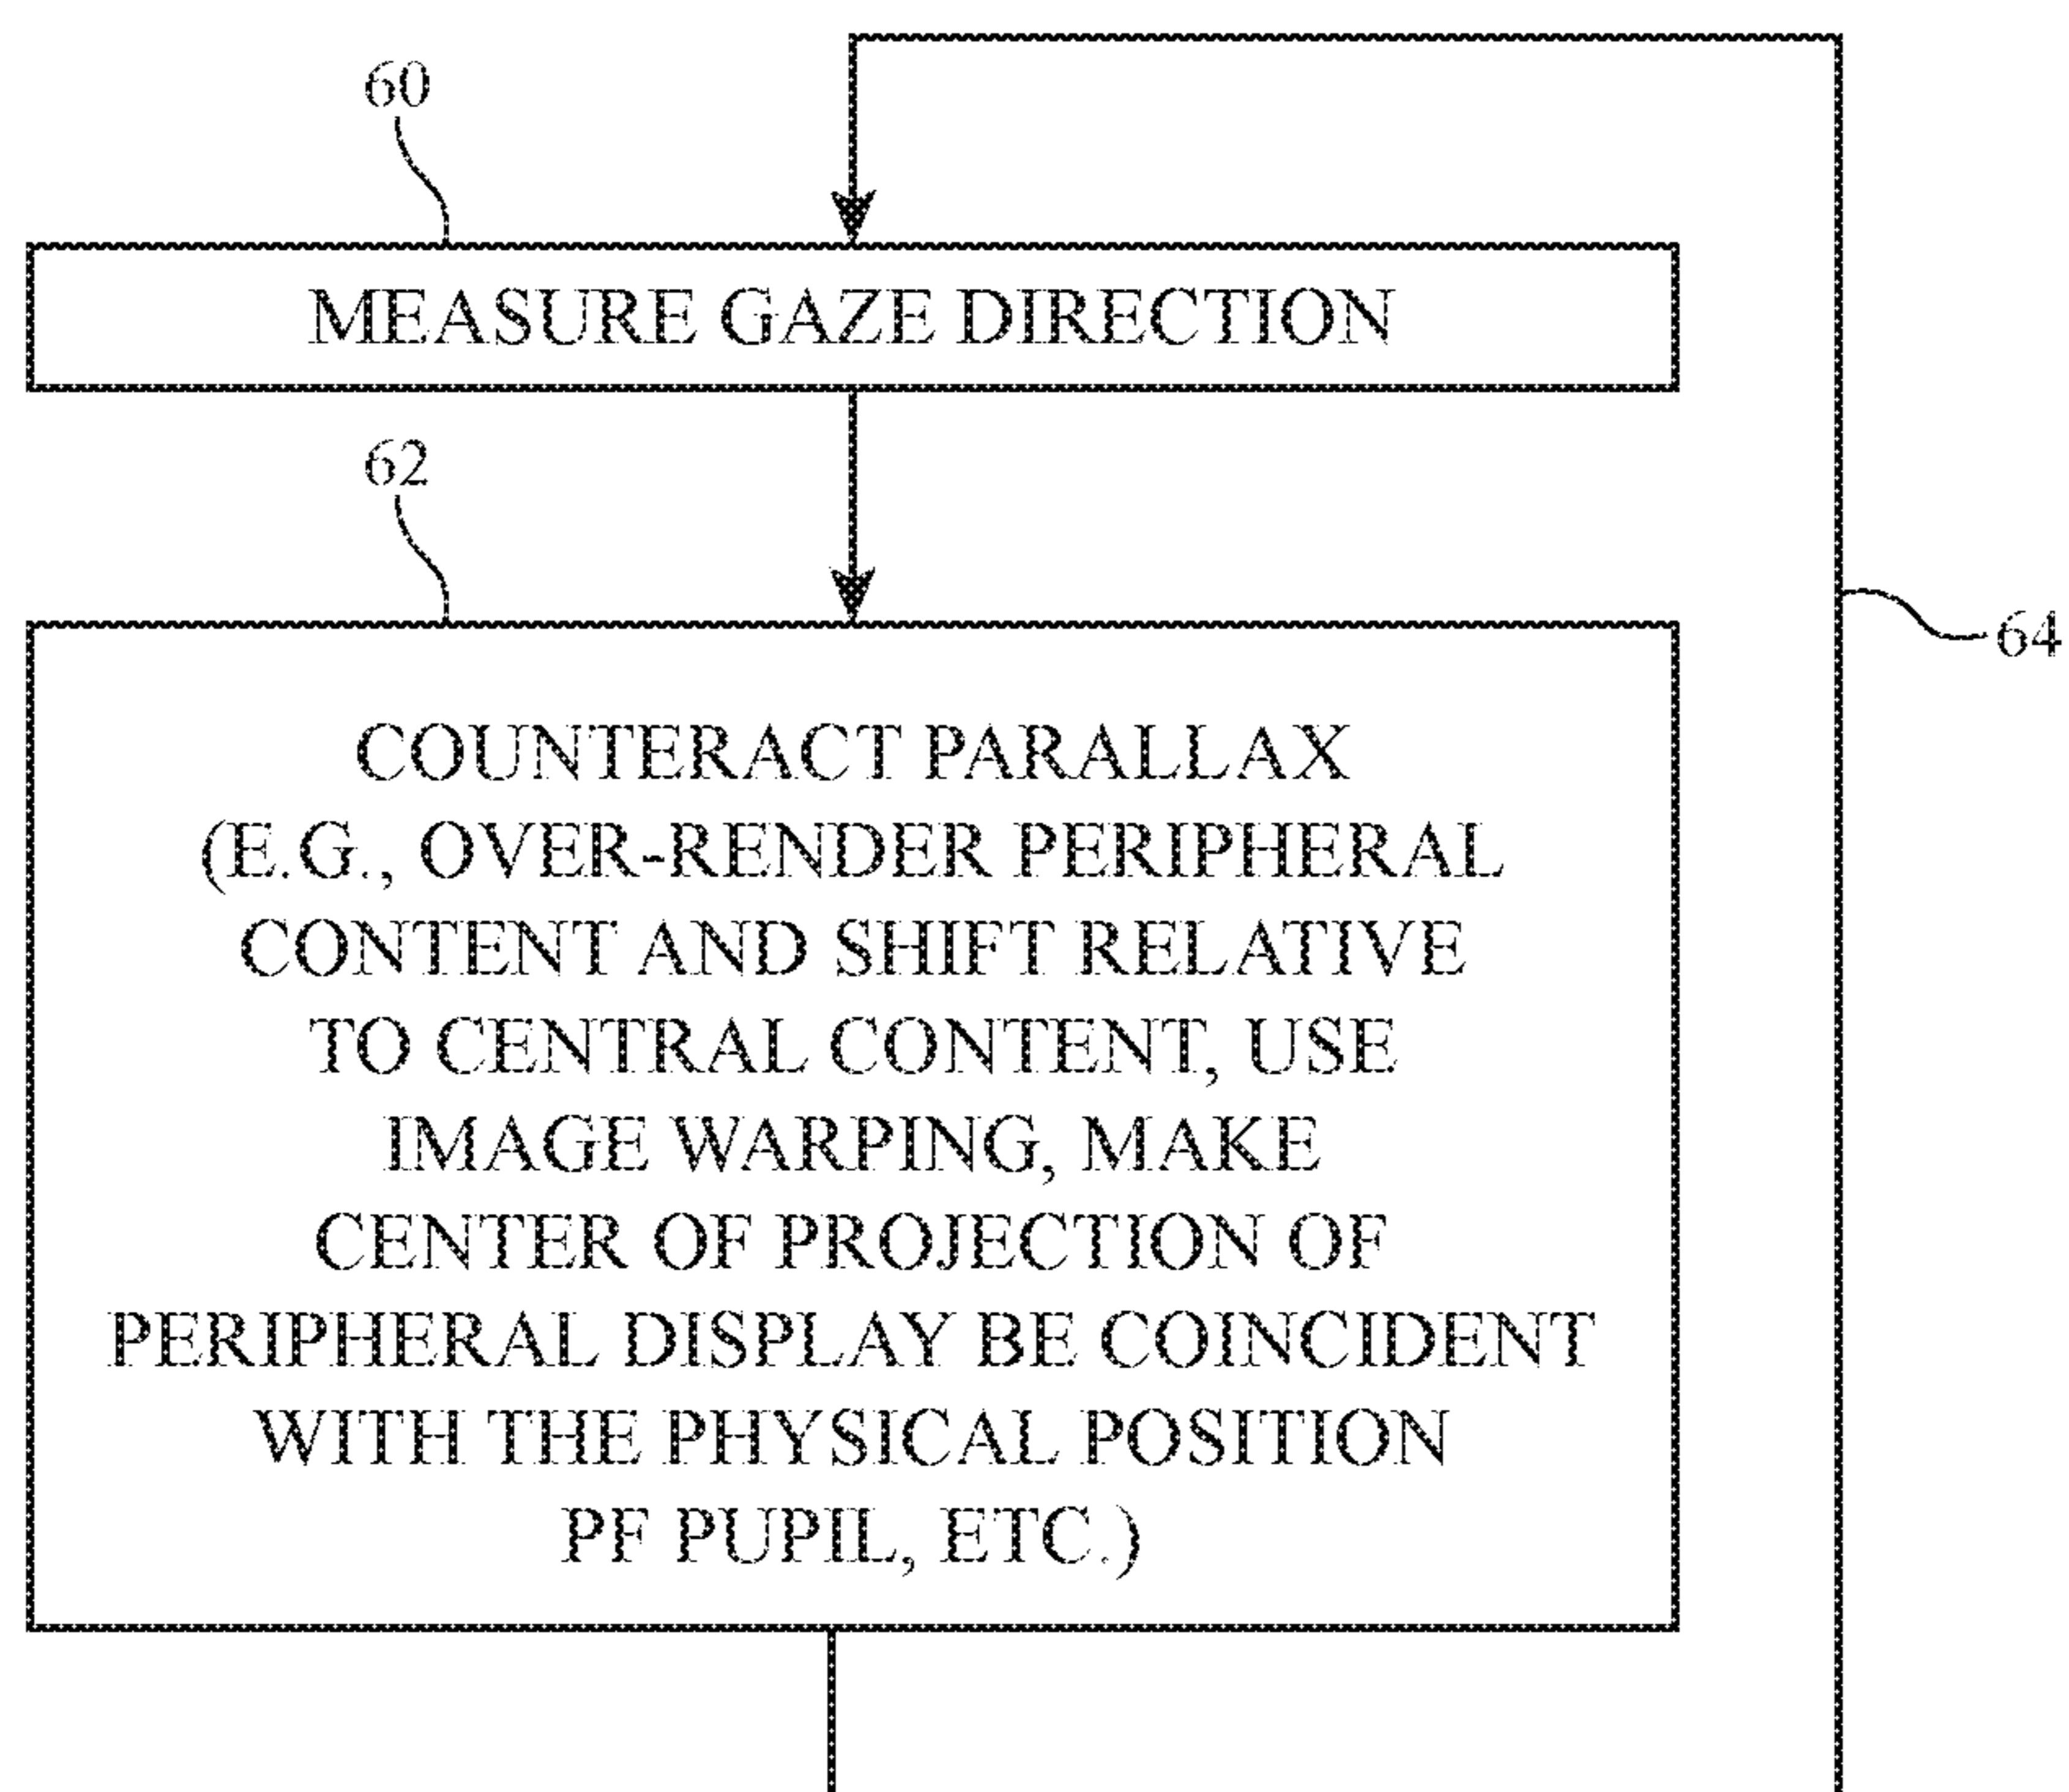 60
MEASURE GAZE DIRECTION
62
64
COUNTERACT PARALLAX
(E.G., OVER-RENDER PERIPHERAL
CONTENT AND SHIFT RELATIVE
TO CENTRAL CONTENT, USE
IMAGE WARPING, MAKE
CENTER OF PROJECTION OF
PERIPHERAL DISPLAY BE COINCIDENT
WITH THE PHYSICAL POSITION
PF PUPIL, ETC.)